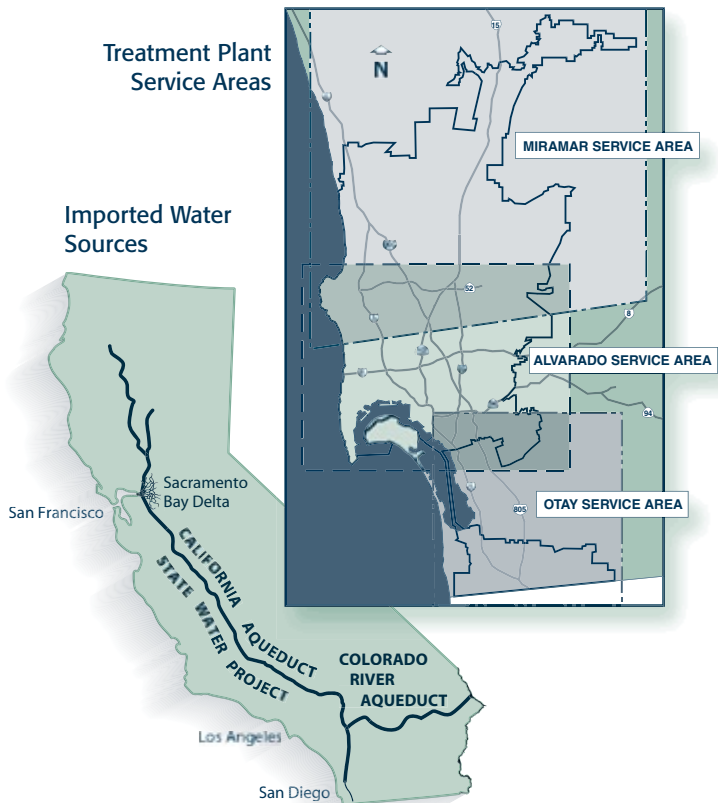 Treatment Plant
Service Areas
15
N
MIRAMAR SERVICE AREA
Imported Water
Sources
52
8
ALVARADO SERVICE AREA
94
OTAY SERVICE AREA
805
Sacramento
Bay Delta
San Francisco
CALIFORNIA AQUEDUCT
STATE WATER PROJECT
COLORADO
RIVER
AQUEDUCT
Los Angeles
San Diego